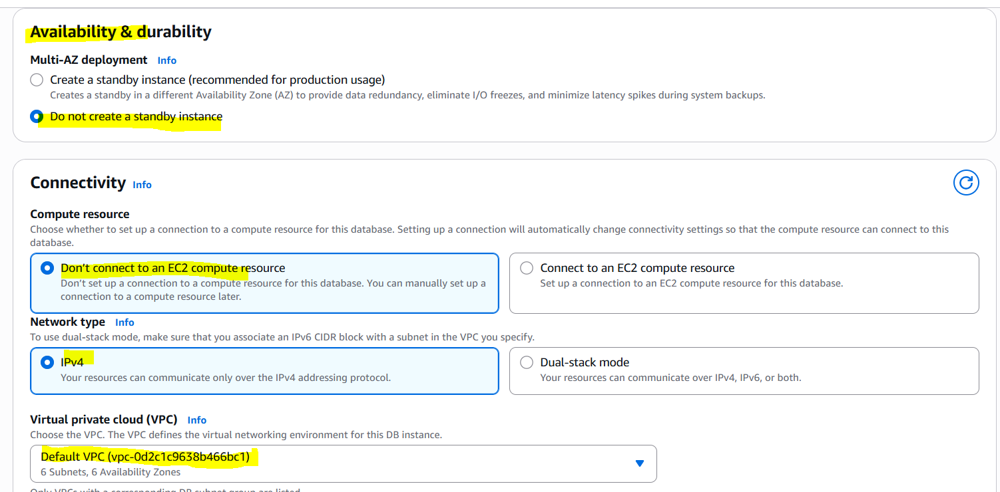 Availability & durability
Multi-AZ deployment Info
Create a standby instance (recommended for production usage)
Creates a standby in a different Availability Zone (AZ) to provide data redundancy, eliminate I/O freezes, and minimize latency spikes during system backups.
Do not create a standby instance
Connectivity Info
Compute resource
Choose whether to set up a connection to a compute resource for this database. Setting up a connection will automatically change connectivity settings so that the compute resource can connect to this
database.
Don't connect to an EC2 compute resource
Don't set up a connection to a compute resource for this database. You can manually set up a
connection to a compute resource later.
Connect to an EC2 compute resource
Set up a connection to an EC2 compute resource for this database.
Network type Info
To use dual-stack mode, make sure that you associate an IPv6 CIDR block with a subnet in the VPC you specify.
IPv4
Your resources can communicate only over the IPv4 addressing protocol.
Dual-stack mode
Your resources can communicate over IPv4, IPv6, or both.
Virtual private cloud (VPC) Info
Choose the VPC. The VPC defines the virtual networking environment for this DB instance.
Default VPC (vpc-0d2c1c9638b466bc1)
6 Subnets, 6 Availability Zones
Only VPCs with a corresponding DB subnet group are listed.